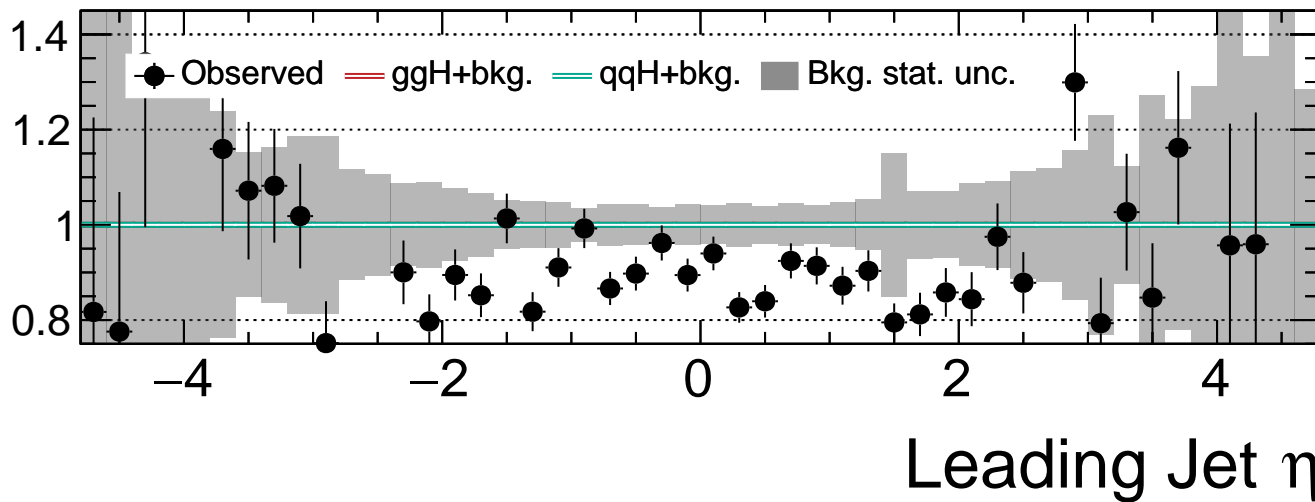 1.4
Observed ggH+bkg. qqH+bkg. Bkg. stat. unc.
1.2
1
0.8
−4 −2 0 2 4
Leading Jet η